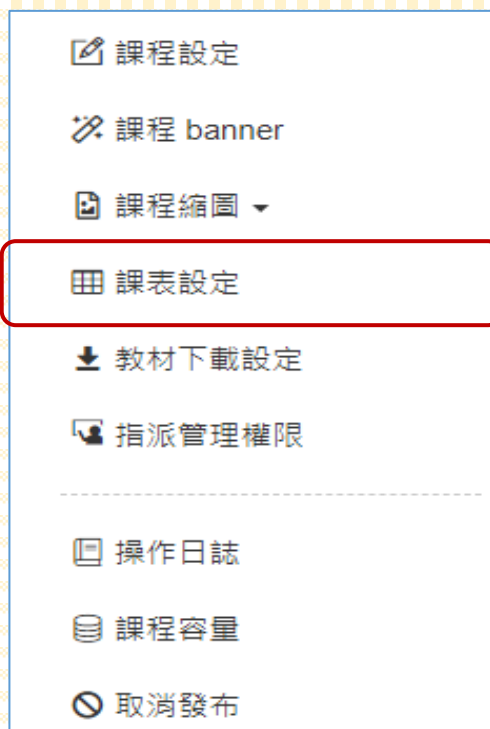 課程設定
課程 banner
課程縮圖
課表設定
教材下載設定
指派管理權限
操作日誌
課程容量
取消發布